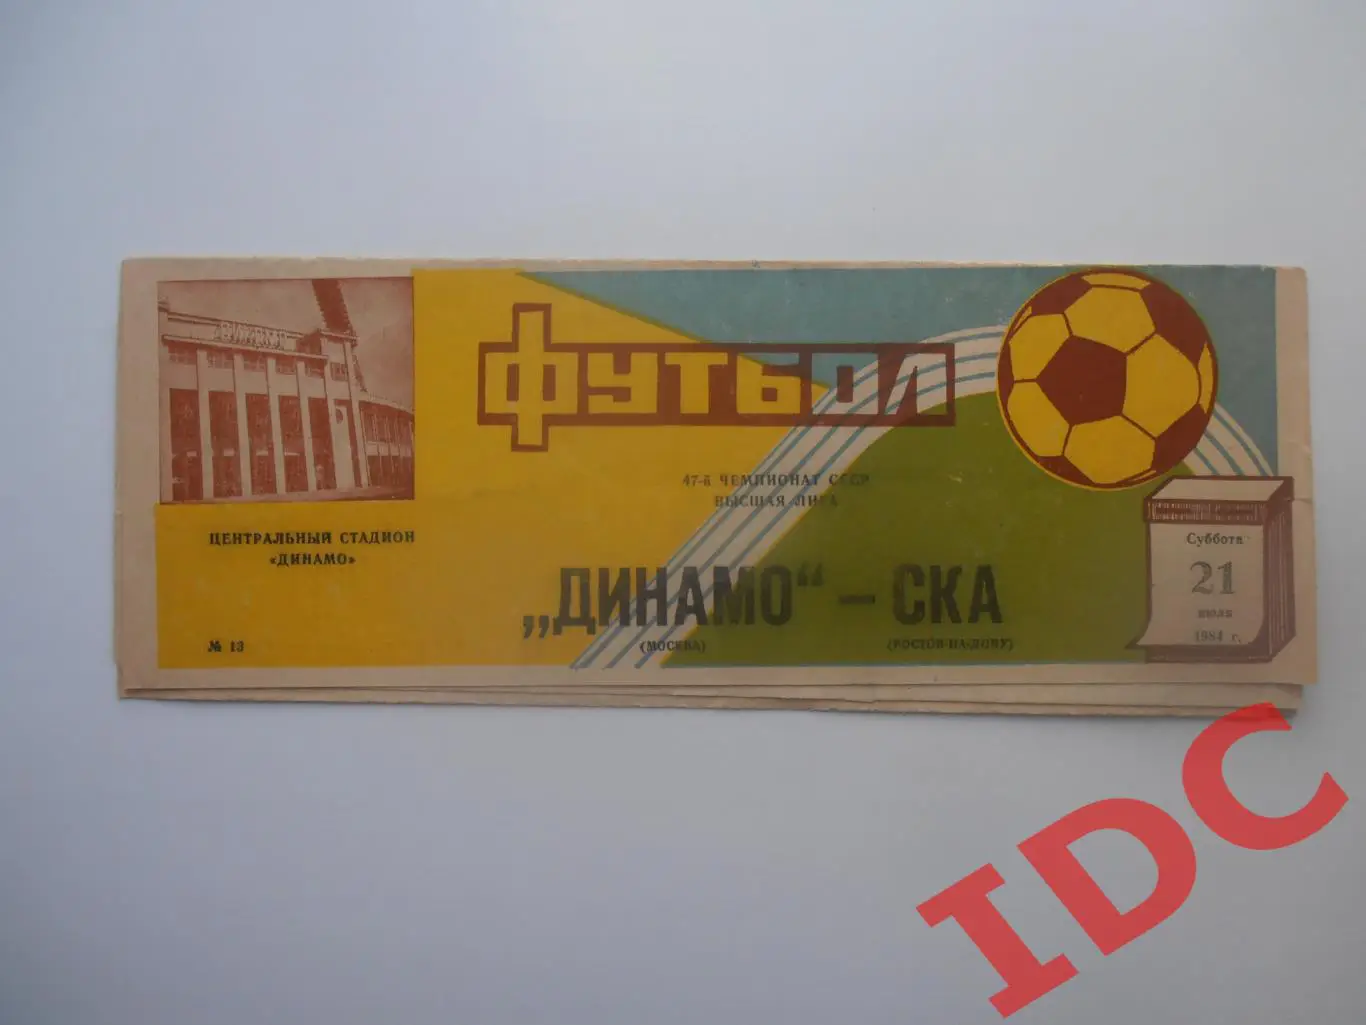 ДИНАМО
ФУТБОЛ
47-й ЧЕМПИОНАТ СССР
ВЫСШАЯ ЛИГА
ЦЕНТРАЛЬНЫЙ СТАДИОН
«ДИНАМО»
„ДИНАМО“ – СКА
(МОСКВА) (РОСТОВ-НА-ДОНУ)
№ 13
Суббота
21
июля
1984 г.
IDC